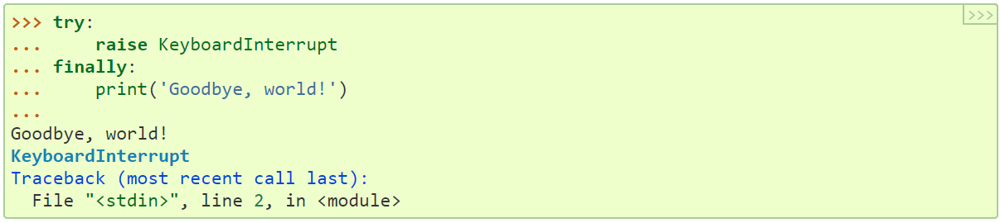 >>> try:
...     raise KeyboardInterrupt
... finally:
...     print('Goodbye, world!')
...
Goodbye, world!
KeyboardInterrupt
Traceback (most recent call last):
  File "<stdin>", line 2, in <module>
>>>